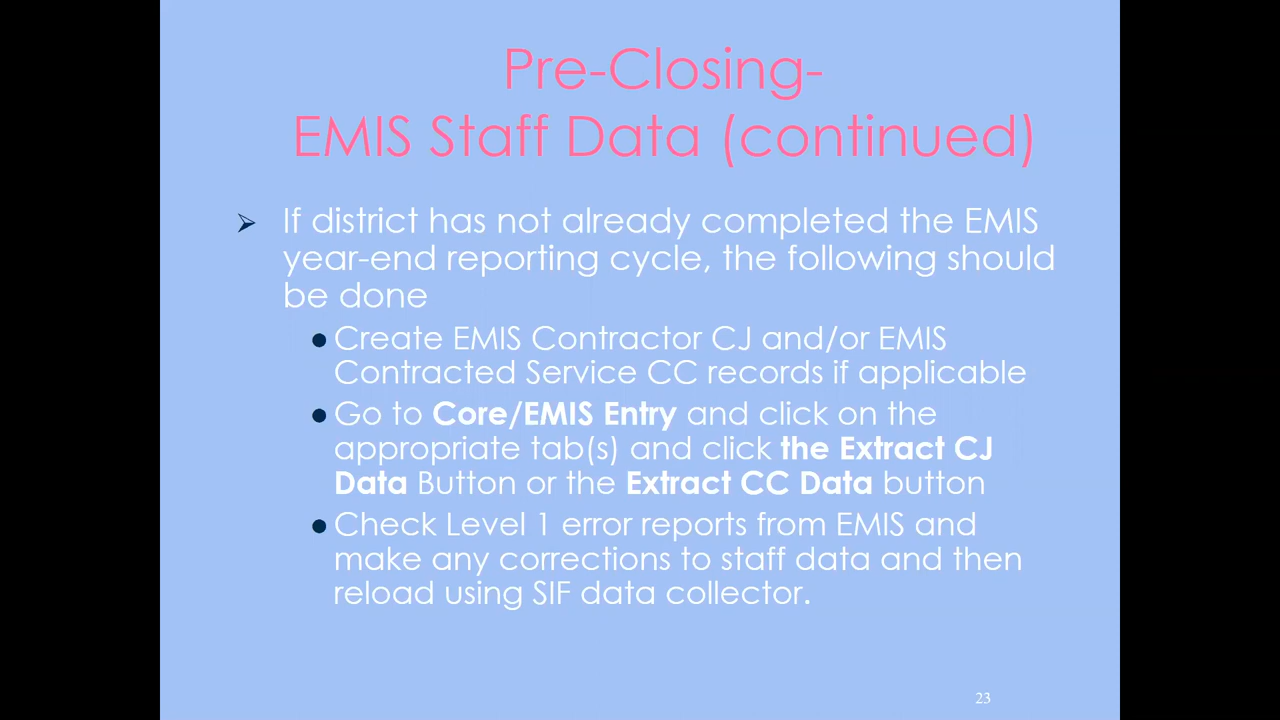 Pre-Closing-
EMIS Staff Data (continued)
➢ If district has not already completed the EMIS
year-end reporting cycle, the following should
be done
● Create EMIS Contractor CJ and/or EMIS
Contracted Service CC records if applicable
● Go to Core/EMIS Entry and click on the
appropriate tab(s) and click the Extract CJ
Data Button or the Extract CC Data button
● Check Level 1 error reports from EMIS and
make any corrections to staff data and then
reload using SIF data collector.
23